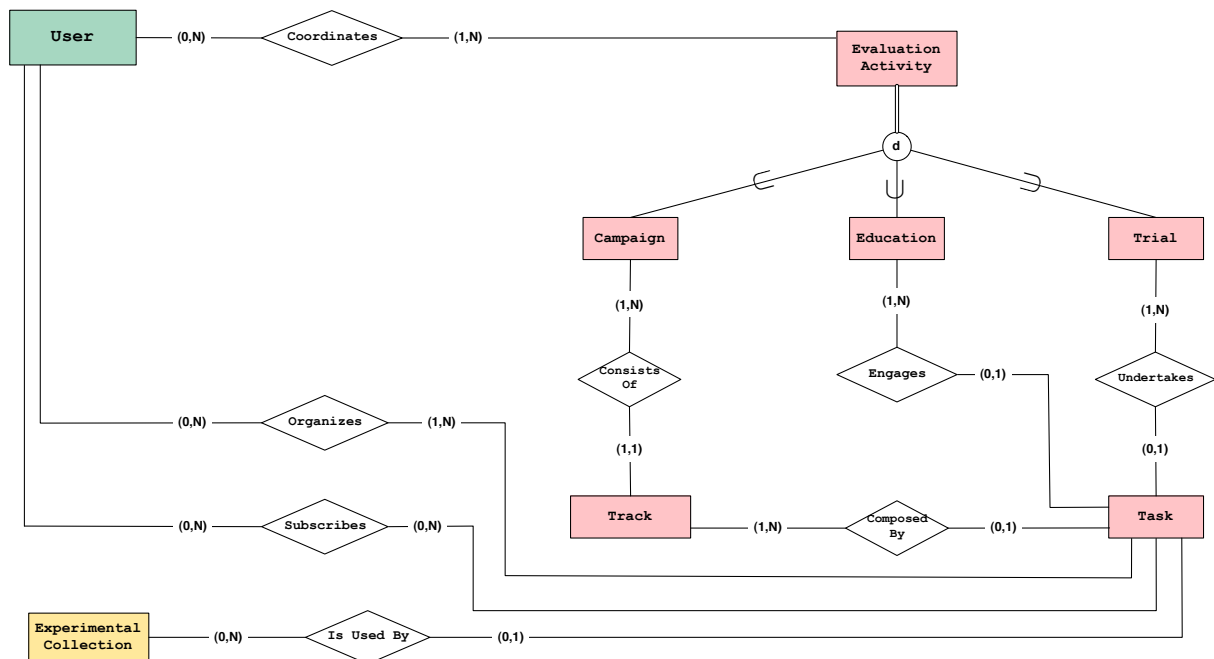 User
(0,N)
Coordinates
(1,N)
Evaluation
Activity
d
Campaign
Education
Trial
(1,N)
(1,N)
(1,N)
Consists
Of
Engages
(0,1)
Undertakes
(0,N)
Organizes
(1,N)
(1,1)
(0,1)
Track
Task
(0,N)
Subscribes
(0,N)
(1,N)
Composed
By
(0,1)
Experimental
Collection
(0,N)
Is Used By
(0,1)